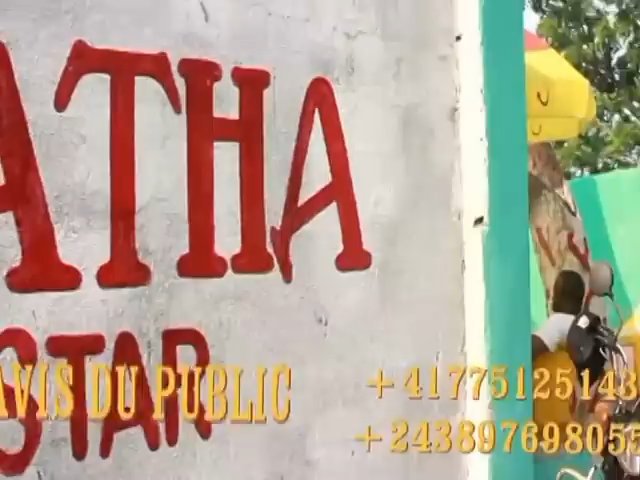 ATHA
STAR
AVIS DU PUBLIC
+4177512514
+24389769805